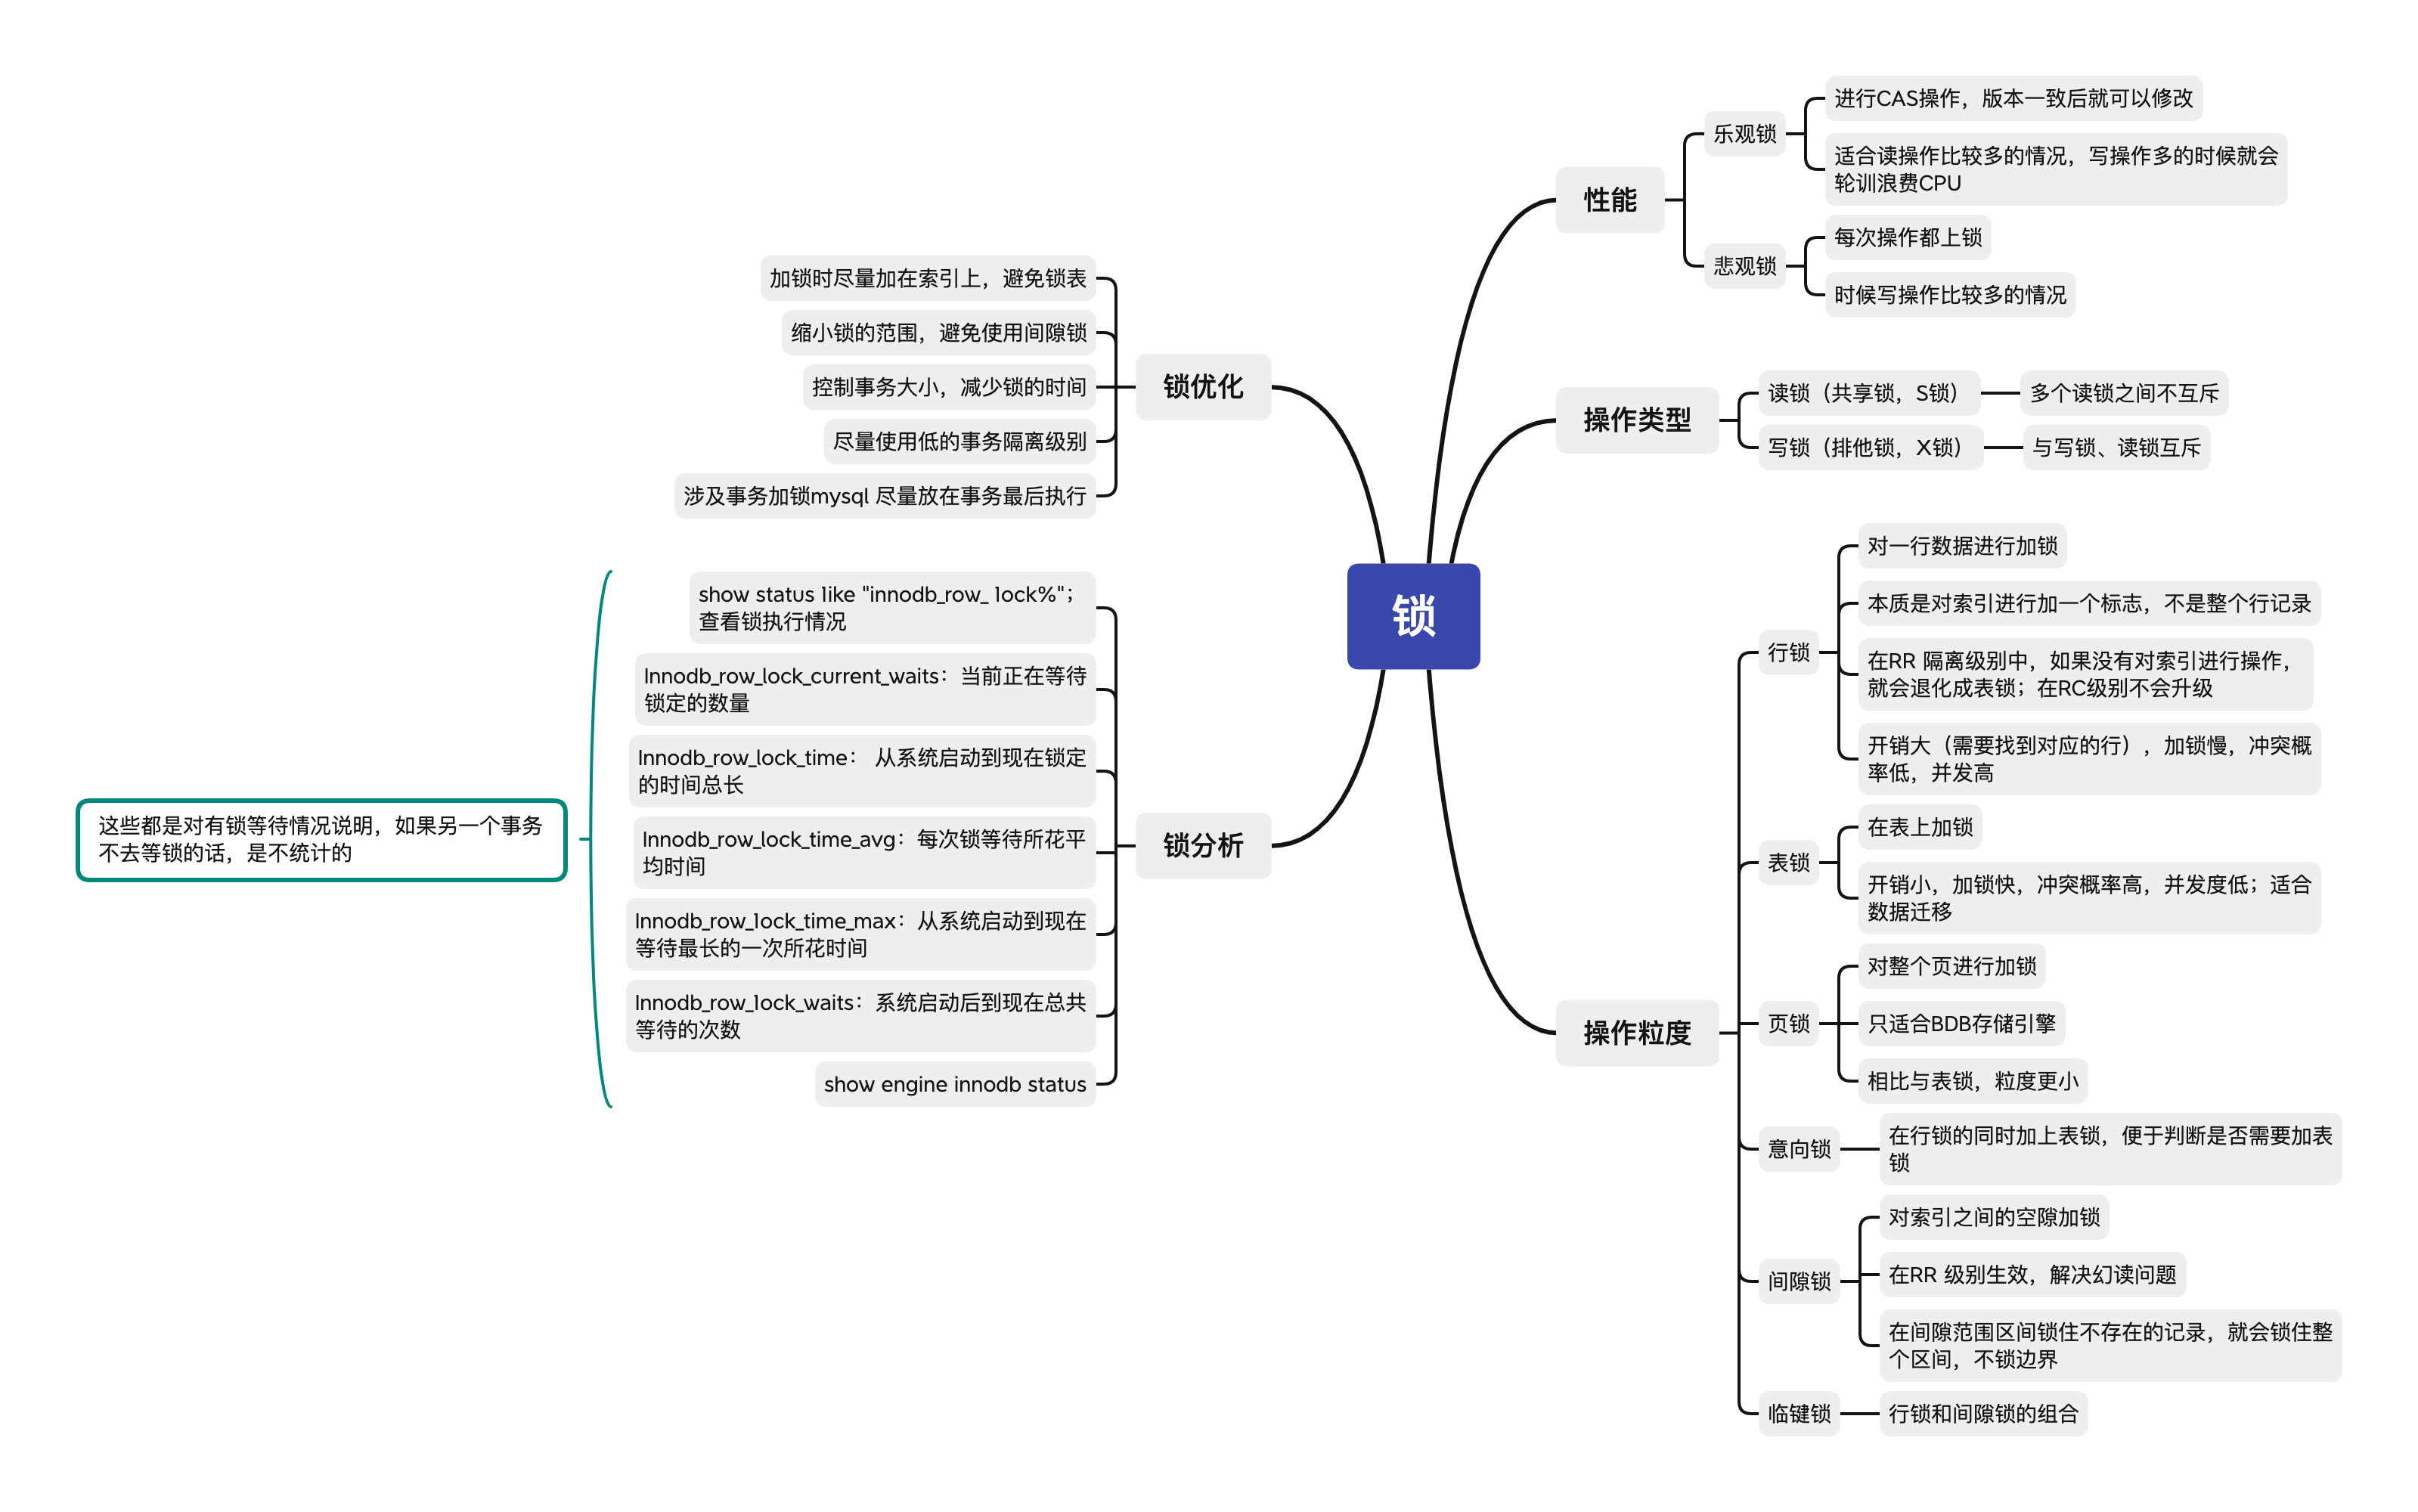 锁
性能
乐观锁
进行CAS操作，版本一致后就可以修改
适合读操作比较多的情况，写操作多的时候就会
轮训浪费CPU
悲观锁
每次操作都上锁
时候写操作比较多的情况
操作类型
读锁（共享锁，S锁）
多个读锁之间不互斥
写锁（排他锁，X锁）
与写锁、读锁互斥
操作粒度
行锁
对一行数据进行加锁
本质是对索引进行加一个标志，不是整个行记录
在RR 隔离级别中，如果没有对索引进行操作，
就会退化成表锁；在RC级别不会升级
开销大（需要找到对应的行），加锁慢，冲突概
率低，并发高
表锁
在表上加锁
开销小，加锁快，冲突概率高，并发度低；适合
数据迁移
页锁
对整个页进行加锁
只适合BDB存储引擎
相比与表锁，粒度更小
意向锁
在行锁的同时加上表锁，便于判断是否需要加表
锁
间隙锁
对索引之间的空隙加锁
在RR 级别生效，解决幻读问题
在间隙范围区间锁住不存在的记录，就会锁住整
个区间，不锁边界
临键锁
行锁和间隙锁的组合
锁优化
加锁时尽量加在索引上，避免锁表
缩小锁的范围，避免使用间隙锁
控制事务大小，减少锁的时间
尽量使用低的事务隔离级别
涉及事务加锁mysql 尽量放在事务最后执行
锁分析
show status like "innodb_row_ lock%"；
查看锁执行情况
Innodb_row_lock_current_waits：当前正在等待
锁定的数量
Innodb_row_lock_time： 从系统启动到现在锁定
的时间总长
Innodb_row_lock_time_avg：每次锁等待所花平
均时间
Innodb_row_lock_time_max：从系统启动到现在
等待最长的一次所花时间
Innodb_row_lock_waits：系统启动后到现在总共
等待的次数
show engine innodb status
这些都是对有锁等待情况说明，如果另一个事务
不去等锁的话，是不统计的